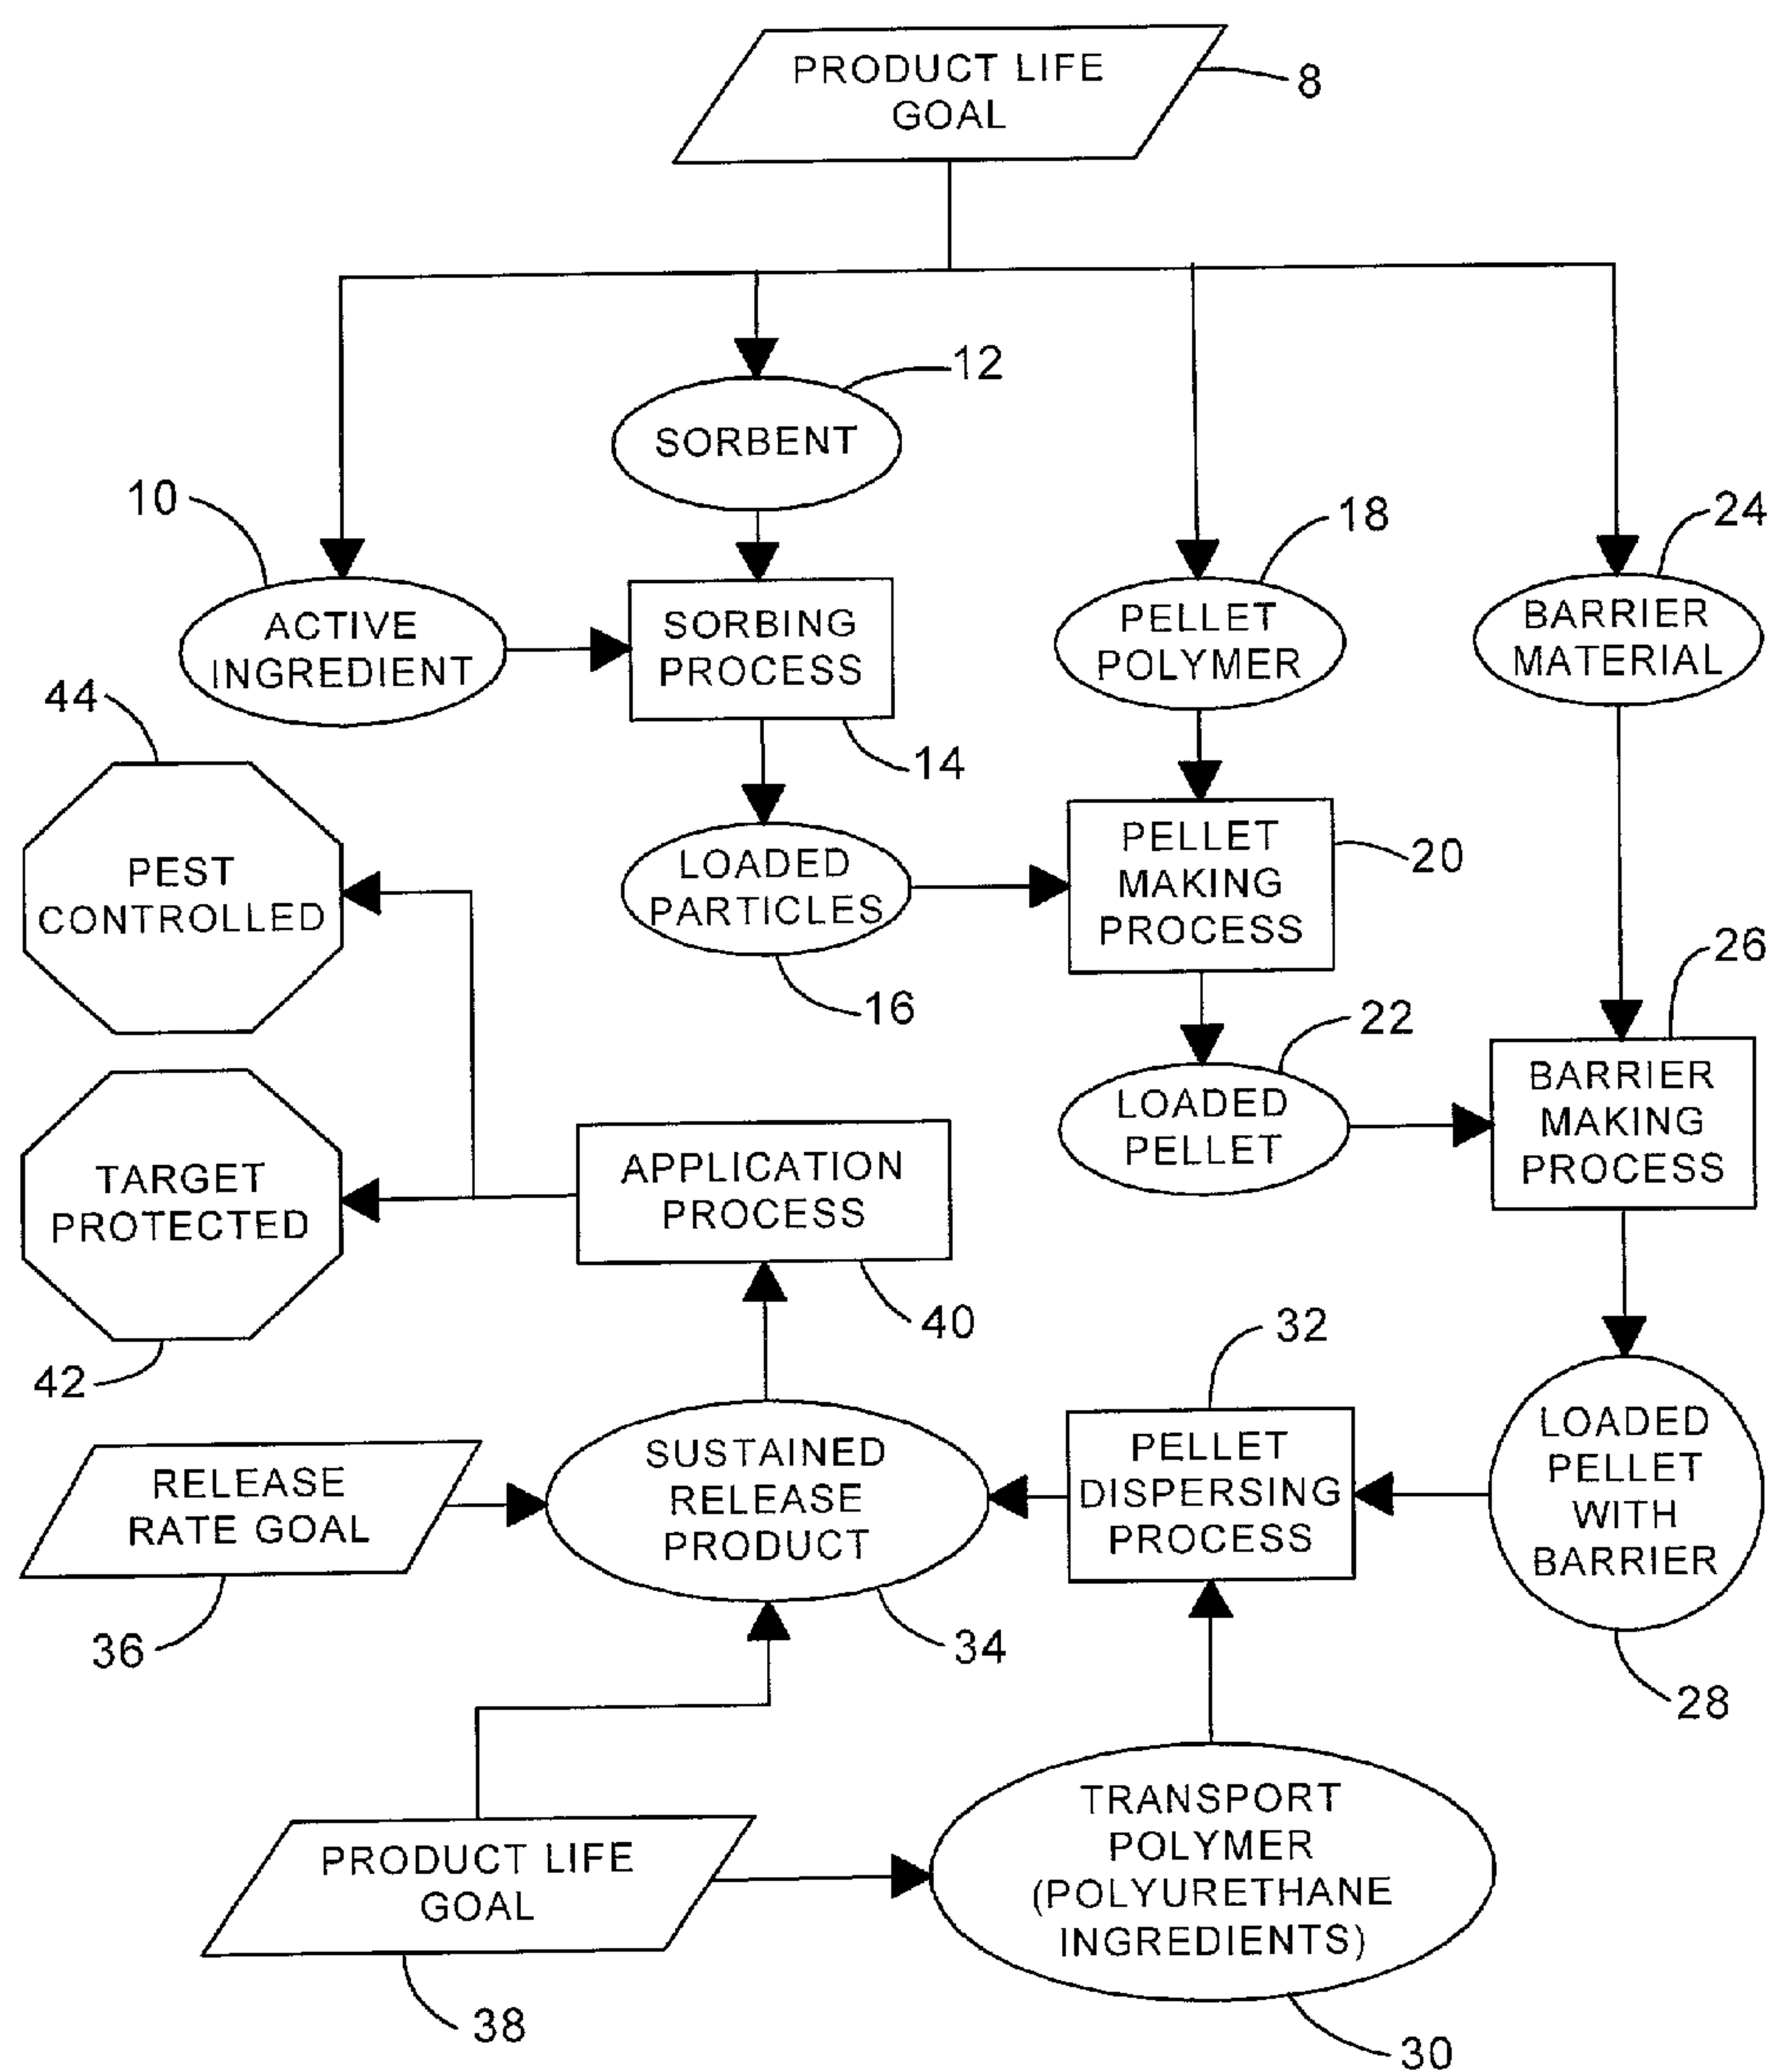 PRODUCT LIFE
GOAL
8
12
SORBENT
10
18
24
ACTIVE
INGREDIENT
SORBING
PROCESS
PELLET
POLYMER
BARRIER
MATERIAL
44
14
PEST
CONTROLLED
LOADED
PARTICLES
PELLET
MAKING
PROCESS
20
16
22
26
TARGET
PROTECTED
APPLICATION
PROCESS
LOADED
PELLET
BARRIER
MAKING
PROCESS
42
40
32
RELEASE
RATE GOAL
SUSTAINED
RELEASE
PRODUCT
PELLET
DISPERSING
PROCESS
LOADED
PELLET
WITH
BARRIER
36
34
28
PRODUCT LIFE
GOAL
TRANSPORT
POLYMER
(POLYURETHANE
INGREDIENTS)
38
30